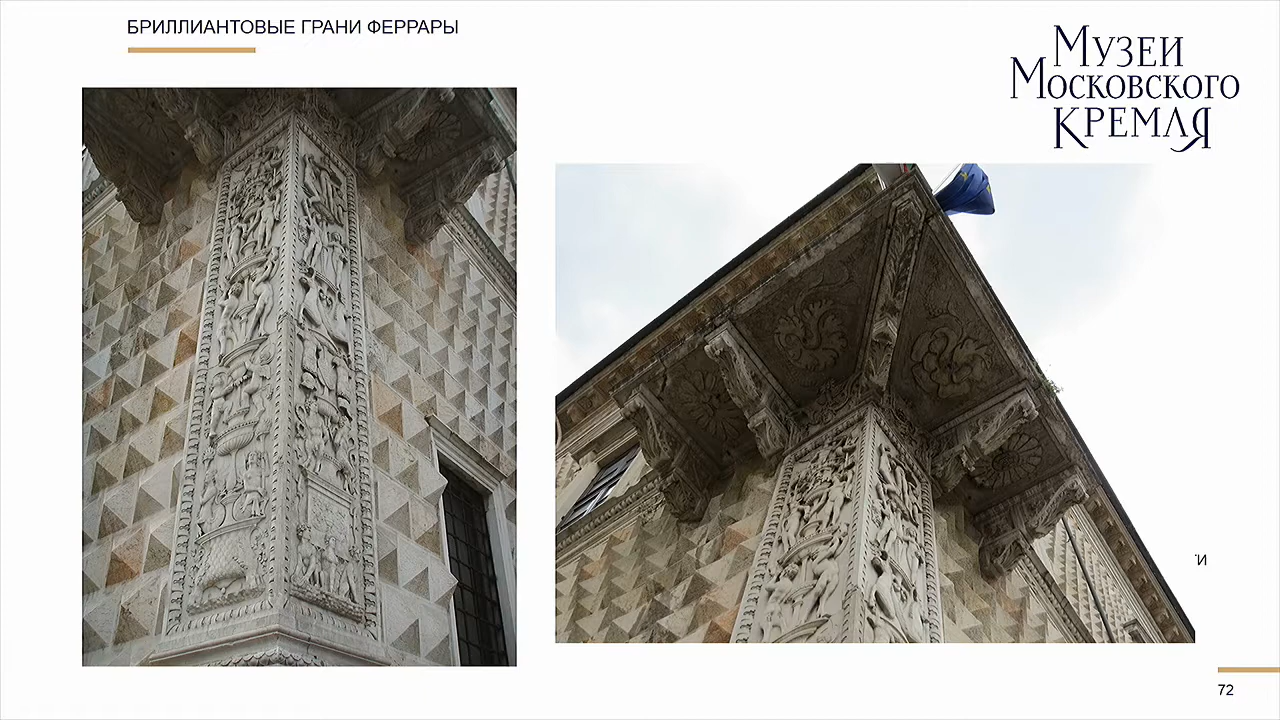 БРИЛЛИАНТОВЫЕ ГРАНИ ФЕРРАРЫ
Музеи
Московского
Кремля
и
72